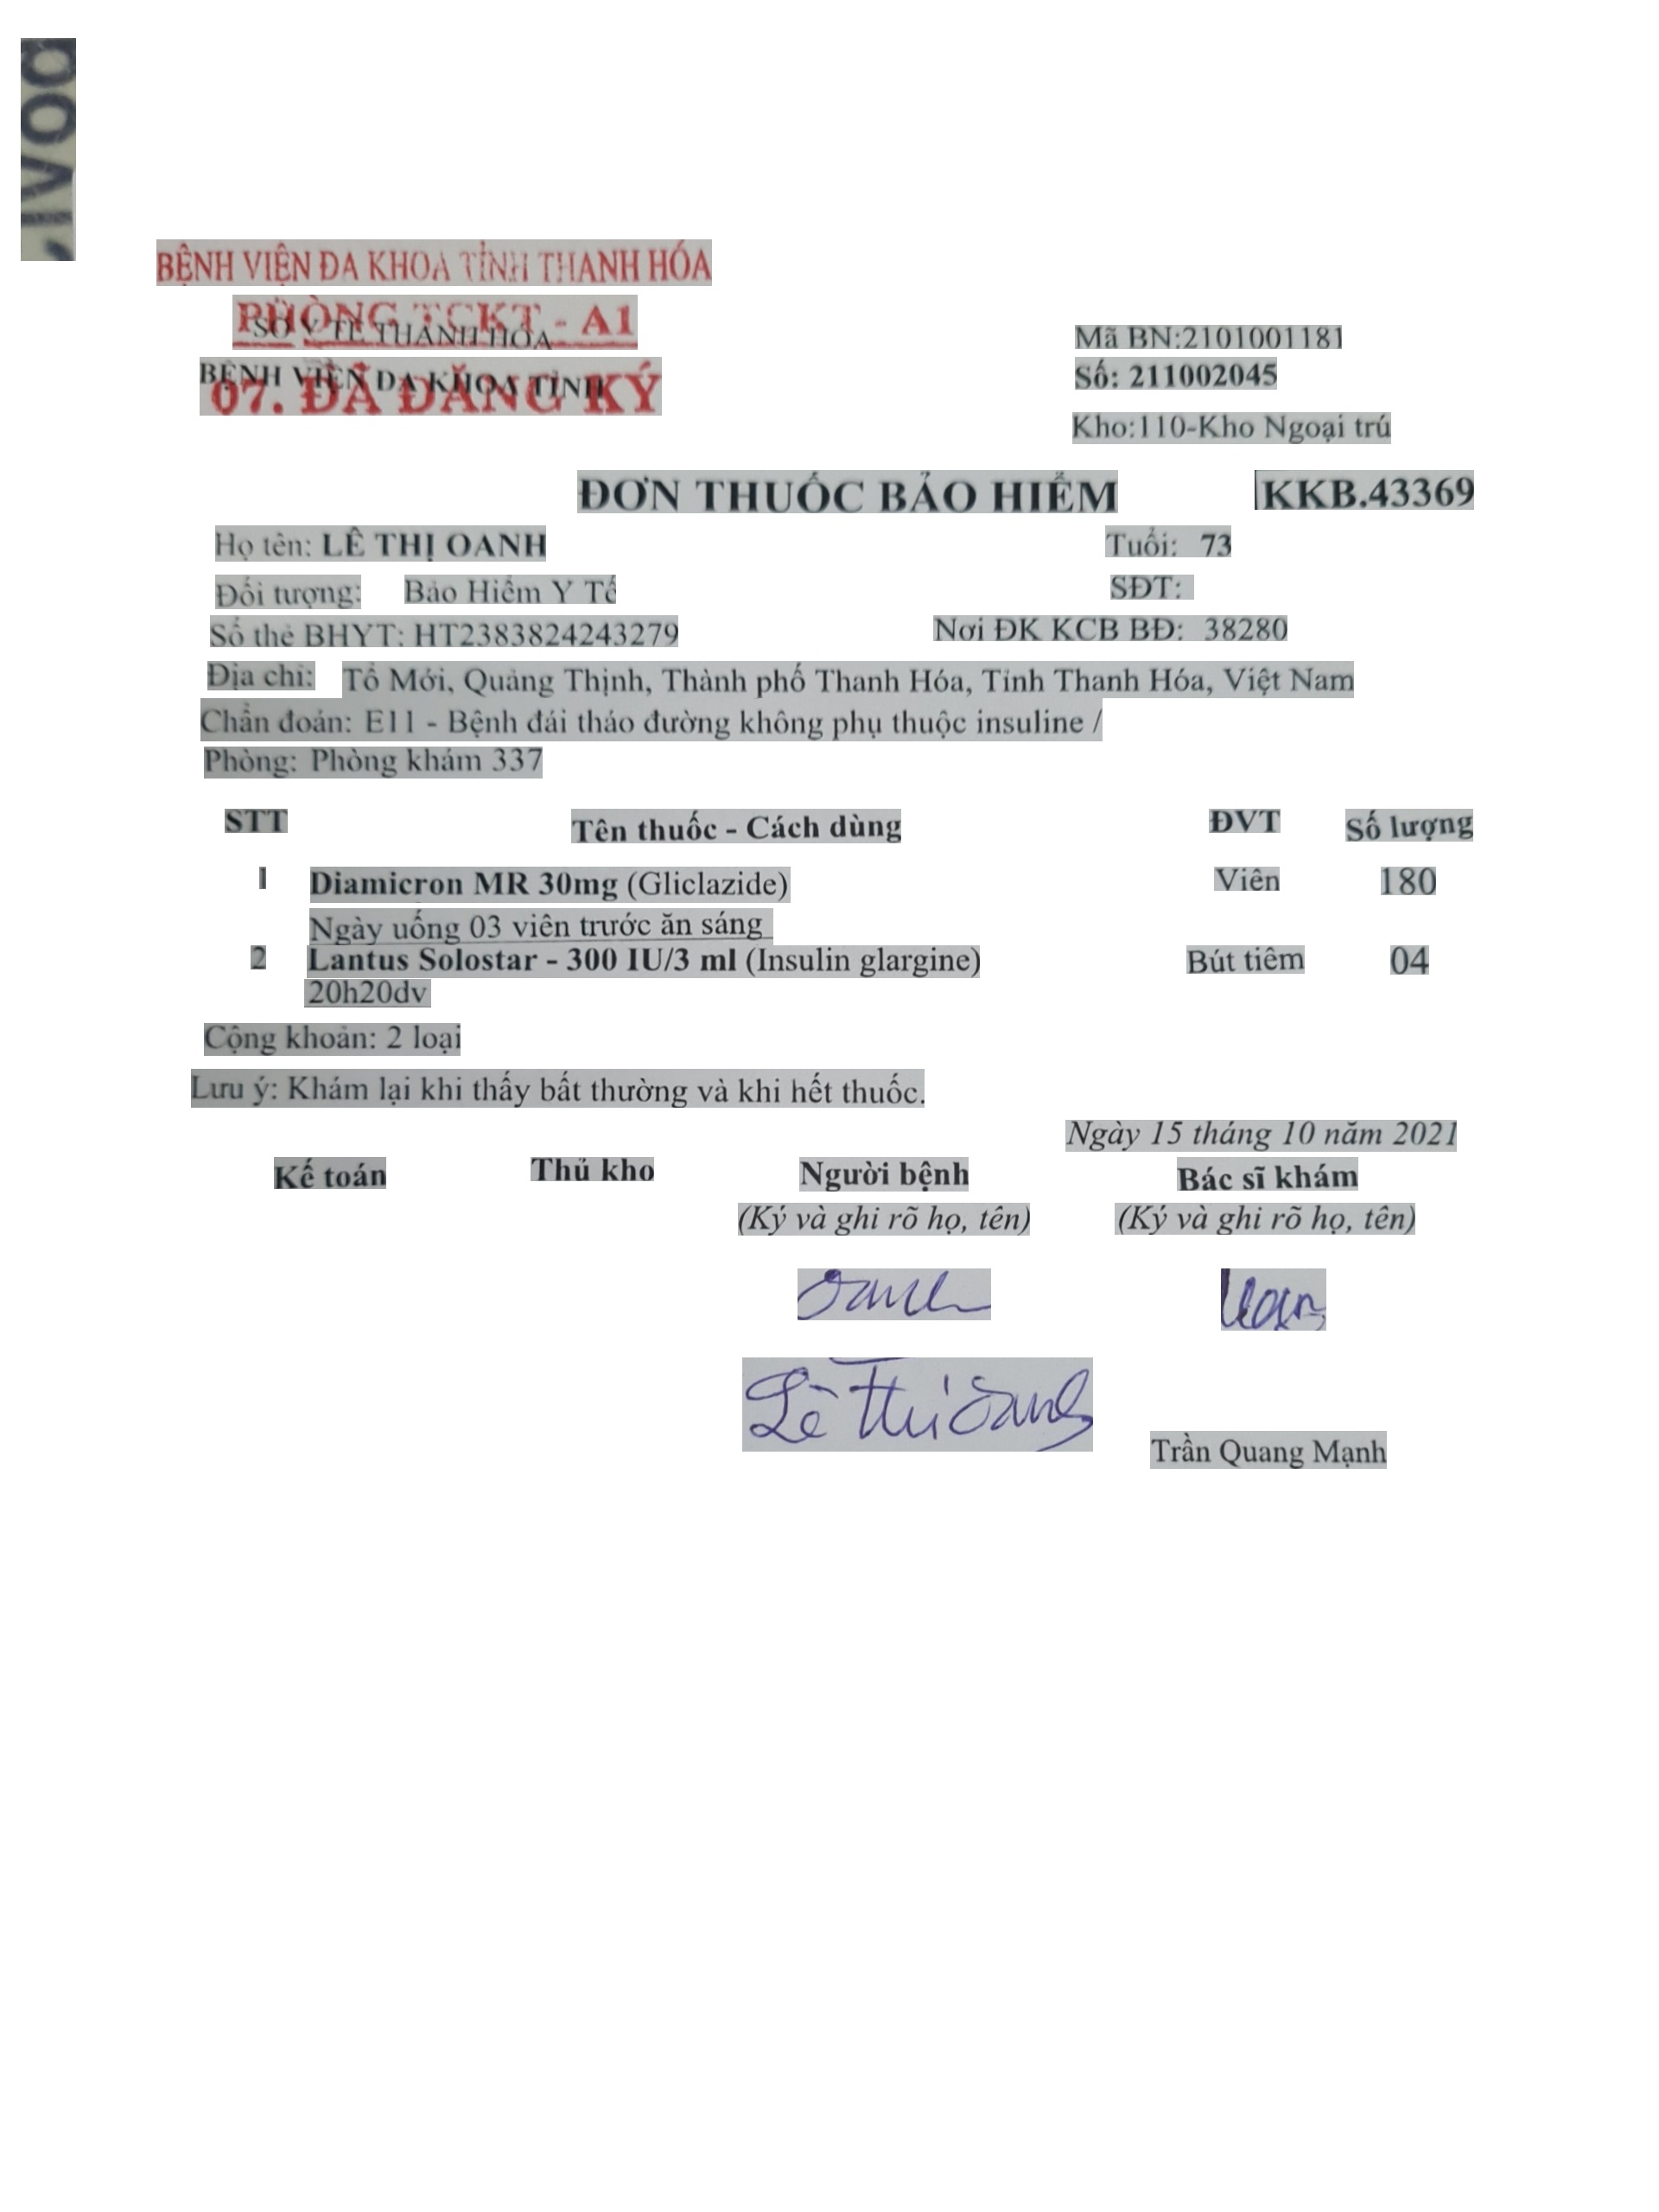 BỆNH VIỆN ĐA KHOA TỈNH THANH HÓA
PHÒNG TCKT - A1
SỞ Y TẾ THANH HÓA
Mã BN:2101001181
BỆNH VIỆN ĐA KHOA TỈNH
07. ĐÃ ĐĂNG KÝ
Số: 211002045
Kho:110-Kho Ngoại trú
ĐƠN THUỐC BẢO HIỂM KKB.43369
Họ tên: LÊ THỊ OANH Tuổi: 73
Đối tượng: Bảo Hiểm Y Tế SĐT:
Số thẻ BHYT: HT2383824243279 Nơi ĐK KCB BĐ: 38280
Địa chỉ: Tổ Mới, Quảng Thịnh, Thành phố Thanh Hóa, Tỉnh Thanh Hóa, Việt Nam
Chẩn đoán: E11 - Bệnh đái tháo đường không phụ thuộc insuline /
Phòng: Phòng khám 337
STT Tên thuốc - Cách dùng ĐVT Số lượng
1 Diamicron MR 30mg (Gliclazide) Viên 180
Ngày uống 03 viên trước ăn sáng
2 Lantus Solostar - 300 IU/3 ml (Insulin glargine) Bút tiêm 04
20h20dv
Cộng khoản: 2 loại
Lưu ý: Khám lại khi thấy bất thường và khi hết thuốc.
Ngày 15 tháng 10 năm 2021
Kế toán Thủ kho Người bệnh Bác sĩ khám
(Ký và ghi rõ họ, tên) (Ký và ghi rõ họ, tên)
Oanh
Lê Thị Oanh
Trần Quang Mạnh